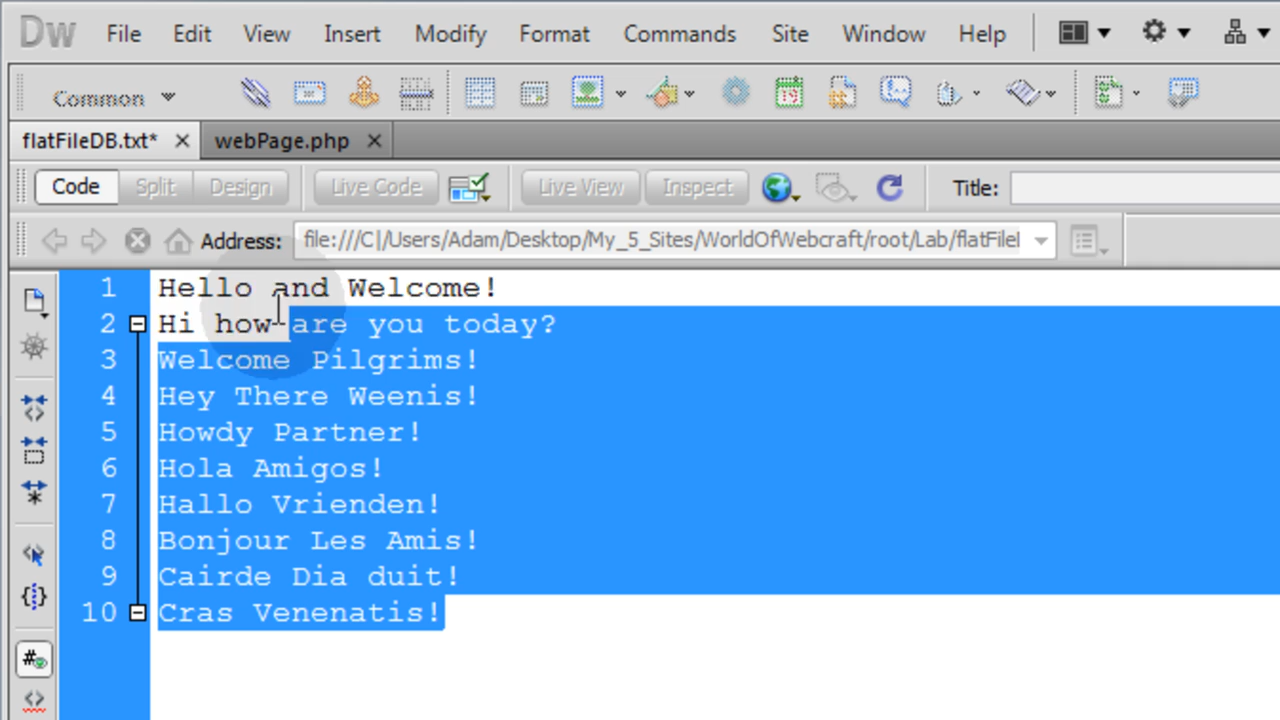 Dw File Edit View Insert Modify Format Commands Site Window Help
Common
flatFileDB.txt* webPage.php
Code Split Design Live Code Live View Inspect Title:
Address: file:///C|/Users/Adam/Desktop/My_5_Sites/WorldOfWebcraft/root/Lab/flatFile
1 Hello and Welcome!
2 Hi how are you today?
3 Welcome Pilgrims!
4 Hey There Weenis!
5 Howdy Partner!
6 Hola Amigos!
7 Hallo Vrienden!
8 Bonjour Les Amis!
9 Cairde Dia duit!
10 Cras Venenatis!